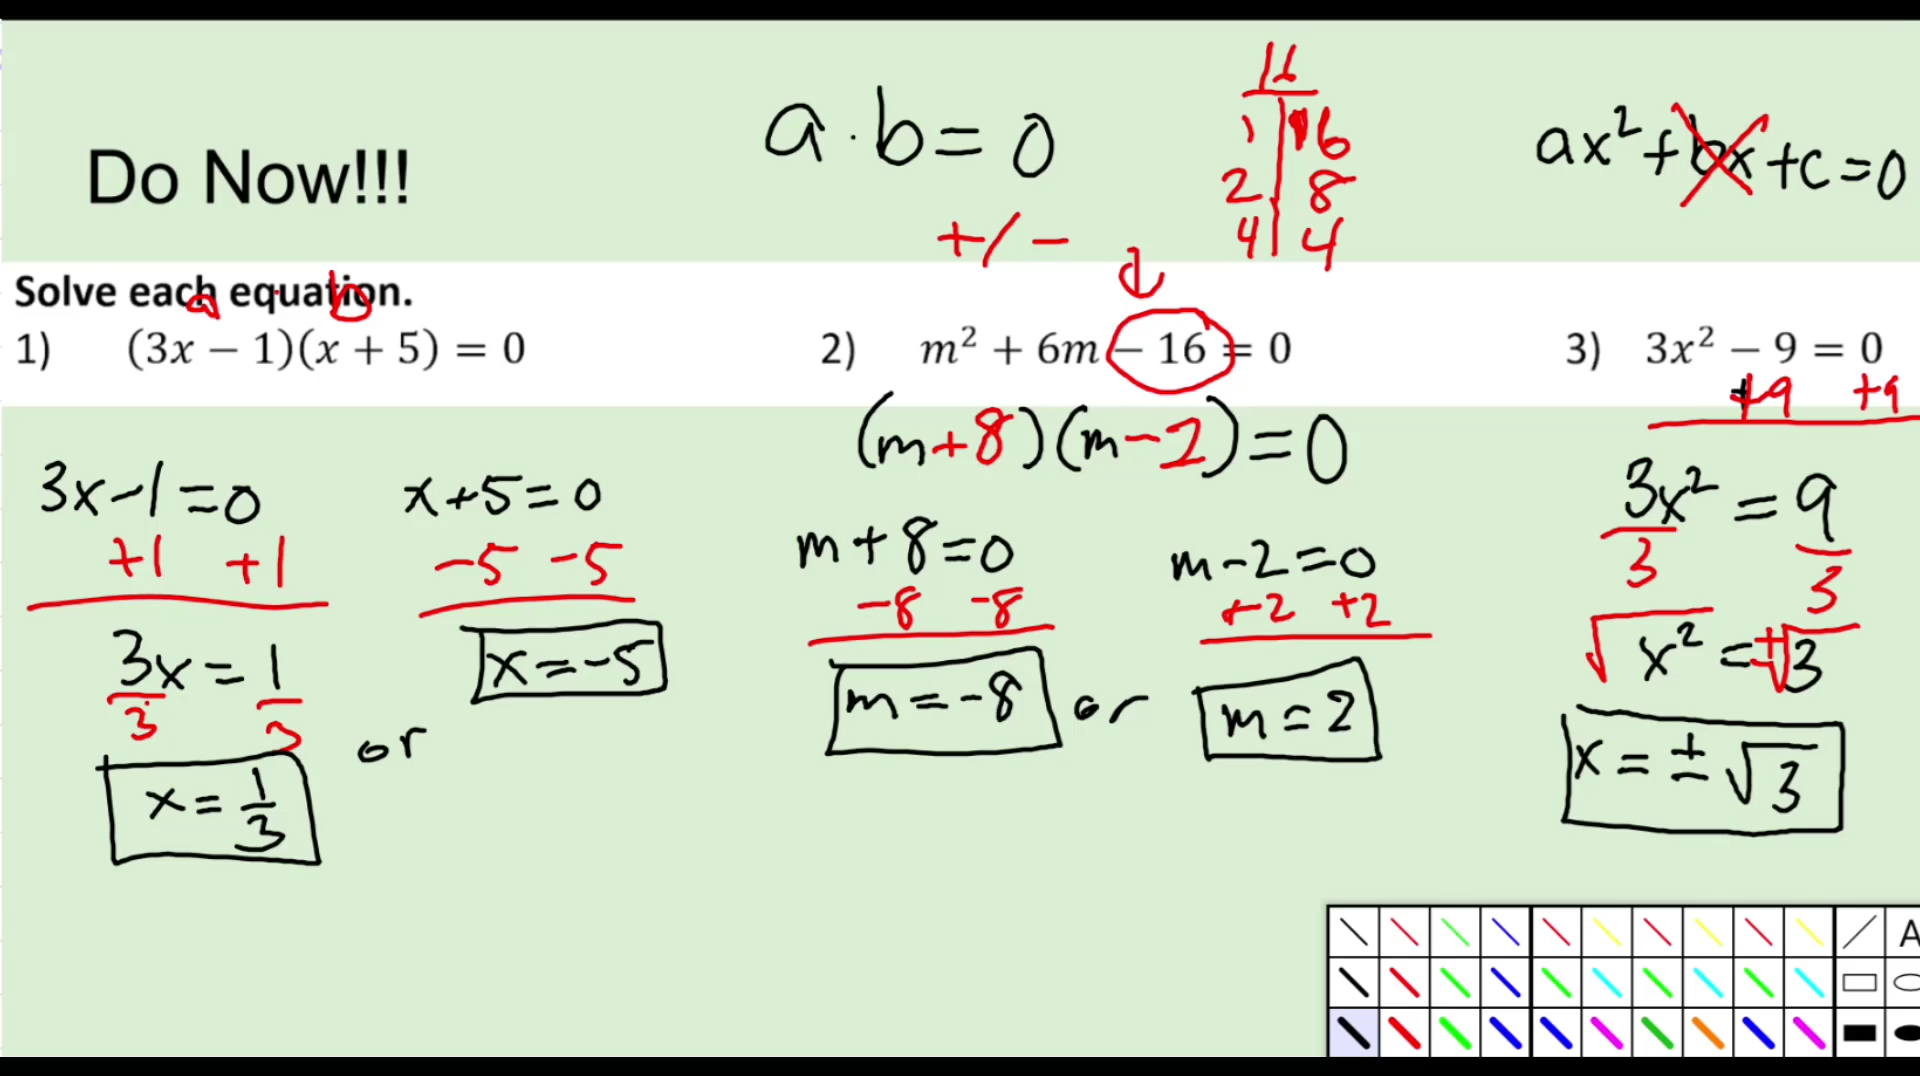 Do Now!!!
a · b = 0
+/−
16
1 16
2 8
4 4
ax² + bx + c = 0
Solve each equation.
a · b
1) (3x − 1)(x + 5) = 0
3x − 1 = 0
+1 +1
3x = 1
3 3
x = 1/3
or
x + 5 = 0
−5 −5
x = −5
2) m² + 6m − 16 = 0
(m + 8)(m − 2) = 0
m + 8 = 0
−8 −8
m = −8
or
m − 2 = 0
+2 +2
m = 2
3) 3x² − 9 = 0
+9 +9
3x² = 9
3 3
√x² = ±√3
x = ± √3
A